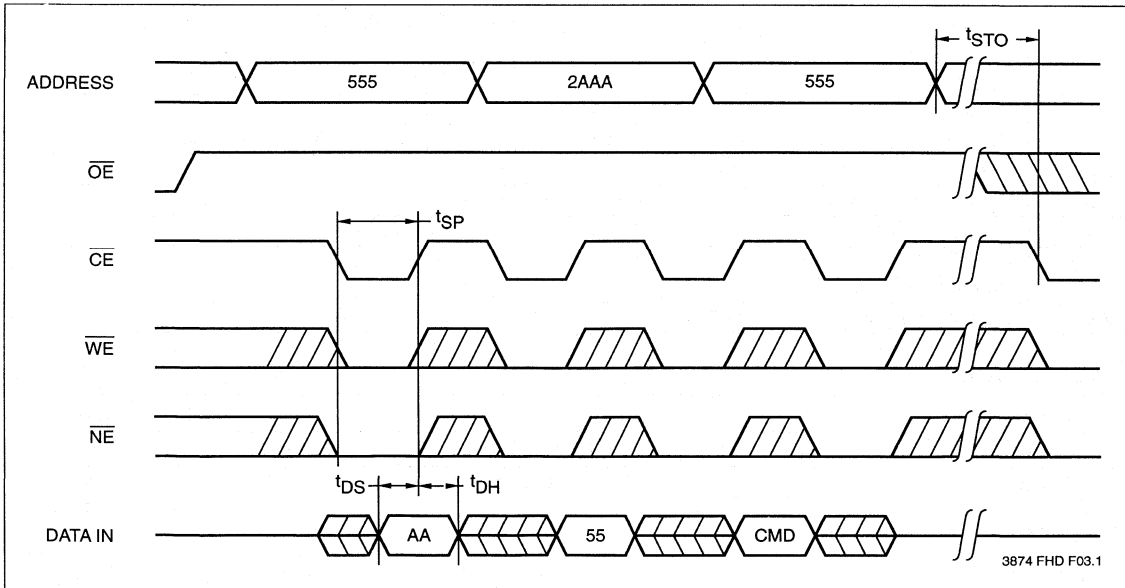 tSTO
ADDRESS 555 2AAA 555
OE
tSP
CE
WE
NE
tDS tDH
DATA IN AA 55 CMD
3874 FHD F03.1